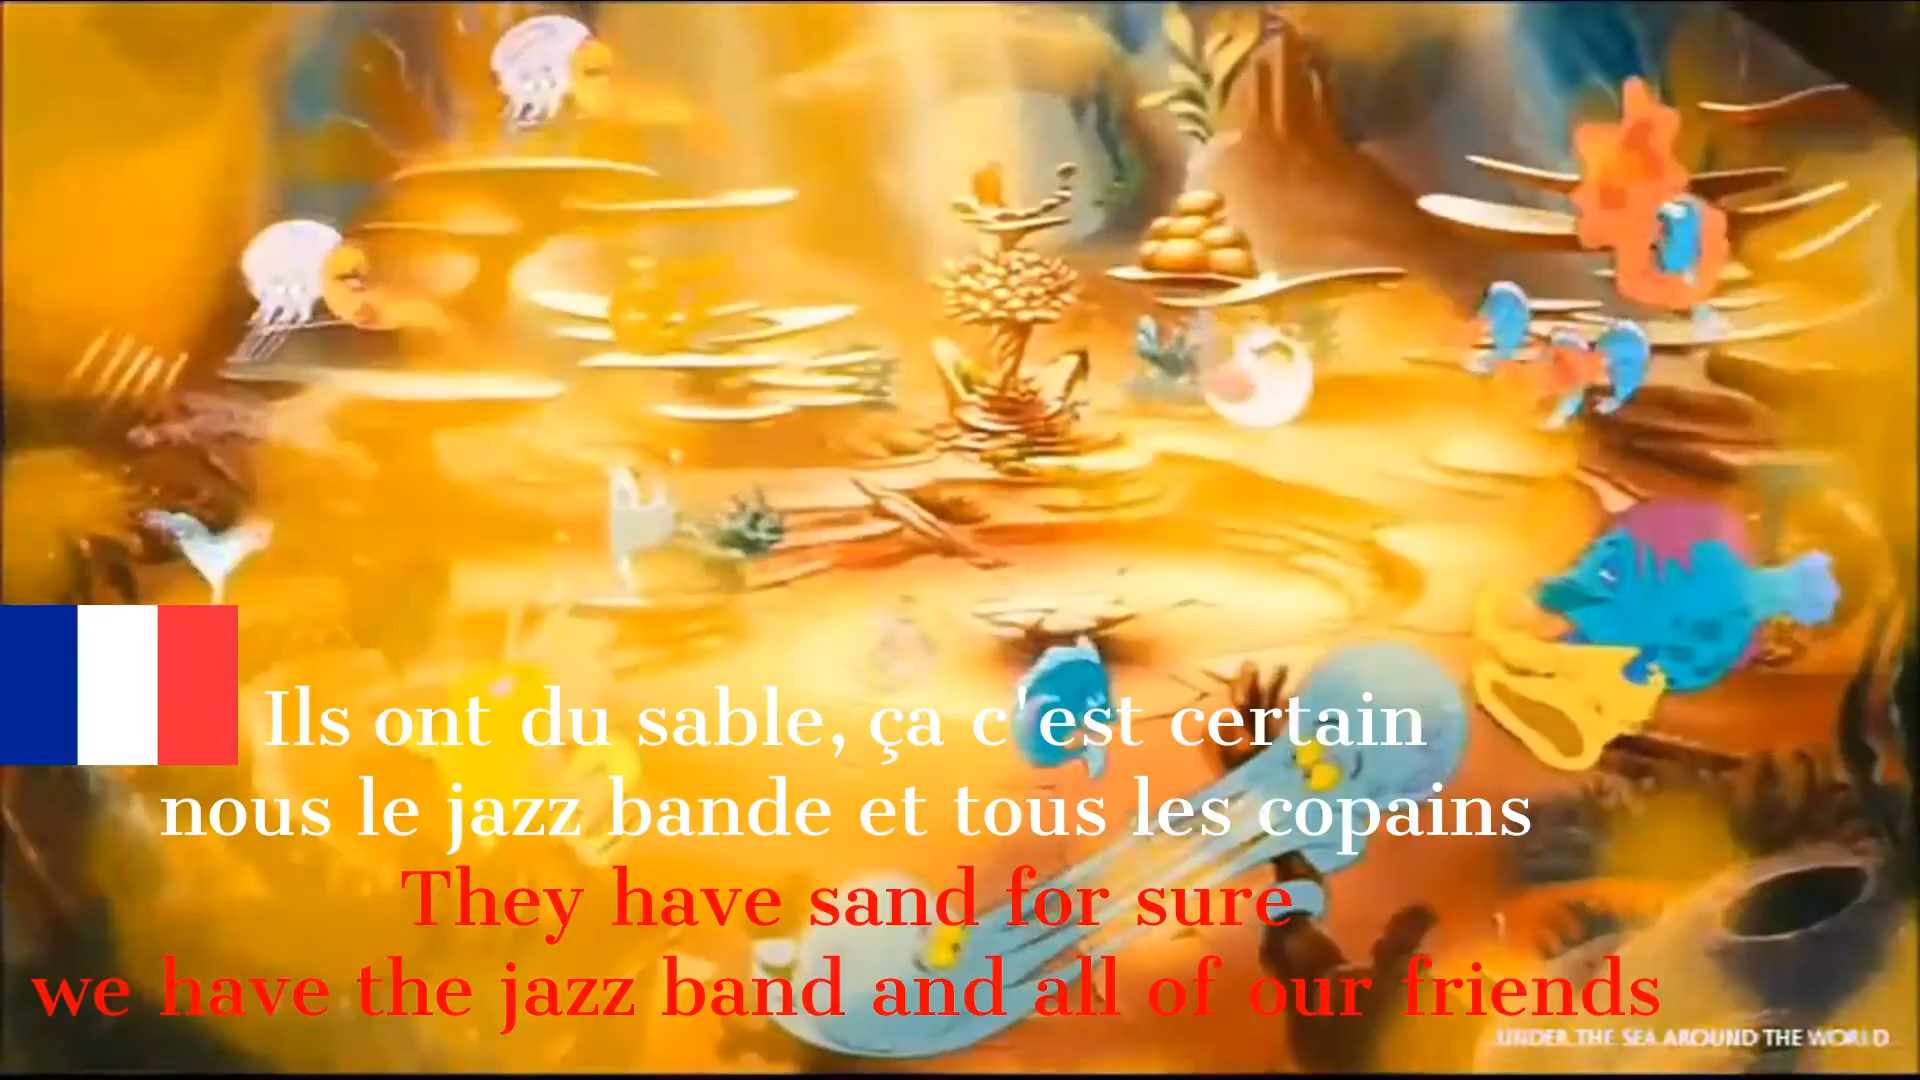 Ils ont du sable, ça c'est certain
nous le jazz bande et tous les copains
They have sand for sure
we have the jazz band and all of our friends
UNDER THE SEA AROUND THE WORLD